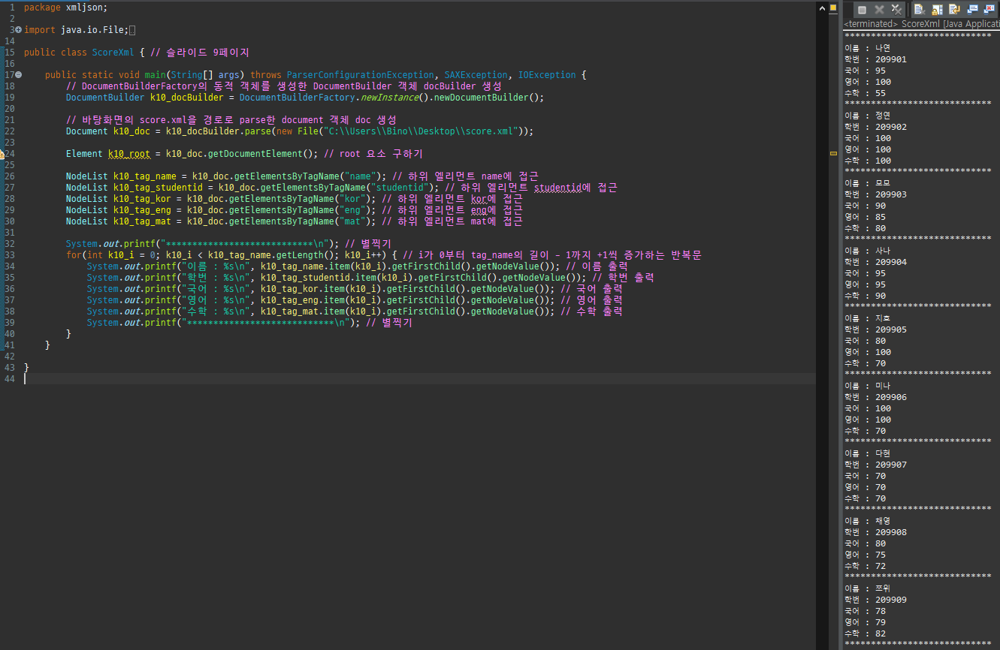 1 package xmljson;
2
3 import java.io.File;
14
15 public class ScoreXml { // 슬라이드 9페이지
16
17 public static void main(String[] args) throws ParserConfigurationException, SAXException, IOException {
18 // DocumentBuilderFactory의 동적 객체를 생성한 DocumentBuilder 객체 docBuilder 생성
19 DocumentBuilder k10_docBuilder = DocumentBuilderFactory.newInstance().newDocumentBuilder();
20
21 // 바탕화면의 score.xml을 경로로 parse한 document 객체 doc 생성
22 Document k10_doc = k10_docBuilder.parse(new File("C:\\Users\\Bino\\Desktop\\score.xml"));
23
24 Element k10_root = k10_doc.getDocumentElement(); // root 요소 구하기
25
26 NodeList k10_tag_name = k10_doc.getElementsByTagName("name"); // 하위 엘리먼트 name에 접근
27 NodeList k10_tag_studentid = k10_doc.getElementsByTagName("studentid"); // 하위 엘리먼트 studentid에 접근
28 NodeList k10_tag_kor = k10_doc.getElementsByTagName("kor"); // 하위 엘리먼트 kor에 접근
29 NodeList k10_tag_eng = k10_doc.getElementsByTagName("eng"); // 하위 엘리먼트 eng에 접근
30 NodeList k10_tag_mat = k10_doc.getElementsByTagName("mat"); // 하위 엘리먼트 mat에 접근
31
32 System.out.printf("****************************\n"); // 별찍기
33 for(int k10_i = 0; k10_i < k10_tag_name.getLength(); k10_i++) { // i가 0부터 tag_name의 길이 - 1까지 +1씩 증가하는 반복문
34 System.out.printf("이름 : %s\n", k10_tag_name.item(k10_i).getFirstChild().getNodeValue()); // 이름 출력
35 System.out.printf("학번 : %s\n", k10_tag_studentid.item(k10_i).getFirstChild().getNodeValue()); // 학번 출력
36 System.out.printf("국어 : %s\n", k10_tag_kor.item(k10_i).getFirstChild().getNodeValue()); // 국어 출력
37 System.out.printf("영어 : %s\n", k10_tag_eng.item(k10_i).getFirstChild().getNodeValue()); // 영어 출력
38 System.out.printf("수학 : %s\n", k10_tag_mat.item(k10_i).getFirstChild().getNodeValue()); // 수학 출력
39 System.out.printf("****************************\n"); // 별찍기
40 }
41 }
42
43 }
44
<terminated> ScoreXml [Java Applicati
****************************
이름 : 나연
학번 : 209901
국어 : 95
영어 : 100
수학 : 55
****************************
이름 : 정연
학번 : 209902
국어 : 100
영어 : 100
수학 : 100
****************************
이름 : 모모
학번 : 209903
국어 : 90
영어 : 85
수학 : 80
****************************
이름 : 사나
학번 : 209904
국어 : 95
영어 : 95
수학 : 90
****************************
이름 : 지효
학번 : 209905
국어 : 80
영어 : 100
수학 : 70
****************************
이름 : 미나
학번 : 209906
국어 : 100
영어 : 100
수학 : 70
****************************
이름 : 다현
학번 : 209907
국어 : 70
영어 : 70
수학 : 70
****************************
이름 : 채영
학번 : 209908
국어 : 80
영어 : 75
수학 : 72
****************************
이름 : 쯔위
학번 : 209909
국어 : 78
영어 : 79
수학 : 82
****************************